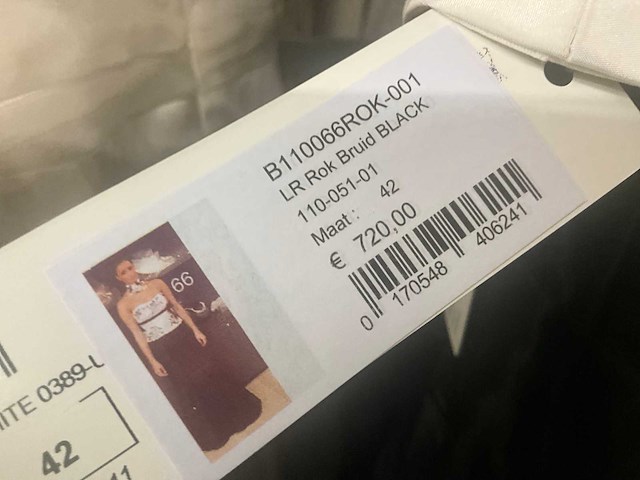 B110066ROK-001
LR Rok Bruid BLACK
110-051-01
Maat: 42
€ 720,00
0 170548 406241
66
0389-
42